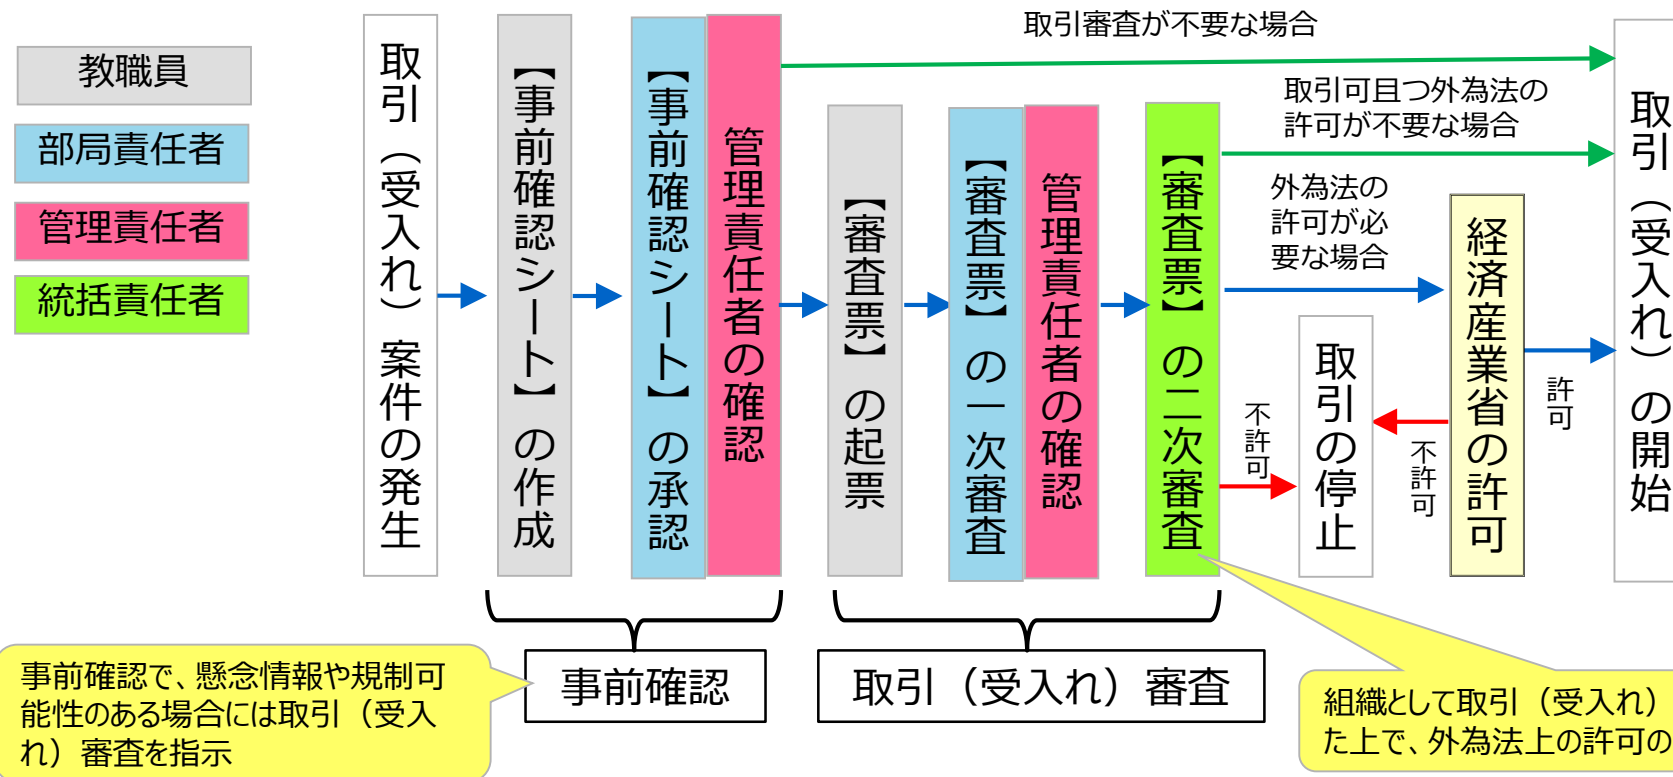 教職員
部局責任者
管理責任者
統括責任者
取引（受入れ）案件の発生
【事前確認シート】の作成
【事前確認シート】の承認
管理責任者の確認
【審査票】の起票
【審査票】の一次審査
管理責任者の確認
【審査票】の二次審査
取引審査が不要な場合
取引可且つ外為法の
許可が不要な場合
外為法の
許可が必
要な場合
不許可
取引の停止
不許可
経済産業省の許可
許可
取引（受入れ）の開始
事前確認
取引（受入れ）審査
事前確認で、懸念情報や規制可
能性のある場合には取引（受入
れ）審査を指示
組織として取引（受入れ）
た上で、外為法上の許可の